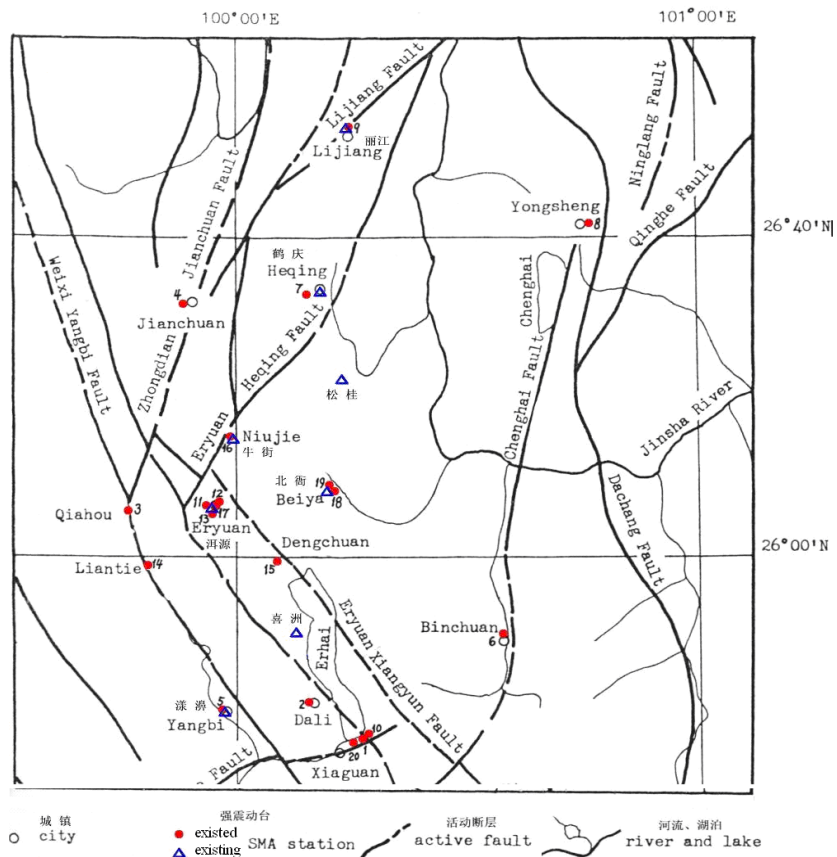 100°00′E
101°00′E
Lijiang Fault
9
丽江
Lijiang
Ninglang Fault
Jianchuan Fault
Yongsheng
8
Qinghe Fault
26°40′N
鹤庆
Heqing
7
4
Jianchuan
Weixi Yangbi Fault
Chenghai
Heqing Fault
松桂
Zhongdian
Chenghai Fault
Eryuan
Niujie
16
牛街
Jinsha River
北衙
19
Beiya
18
Qiahou
3
11
12
13
17
Eryuan
洱源
Dachang Fault
Dengchuan
26°00′N
Liantie
14
15
喜洲
Erhai
Eryuan Xiangyun Fault
Binchuan
6
漾濞
5
Yangbi
2
Dali
10
1
20
Xiaguan
Fault
城镇
city
强震动台
existed
existing
SMA station
活动断层
active fault
河流、湖泊
river and lake